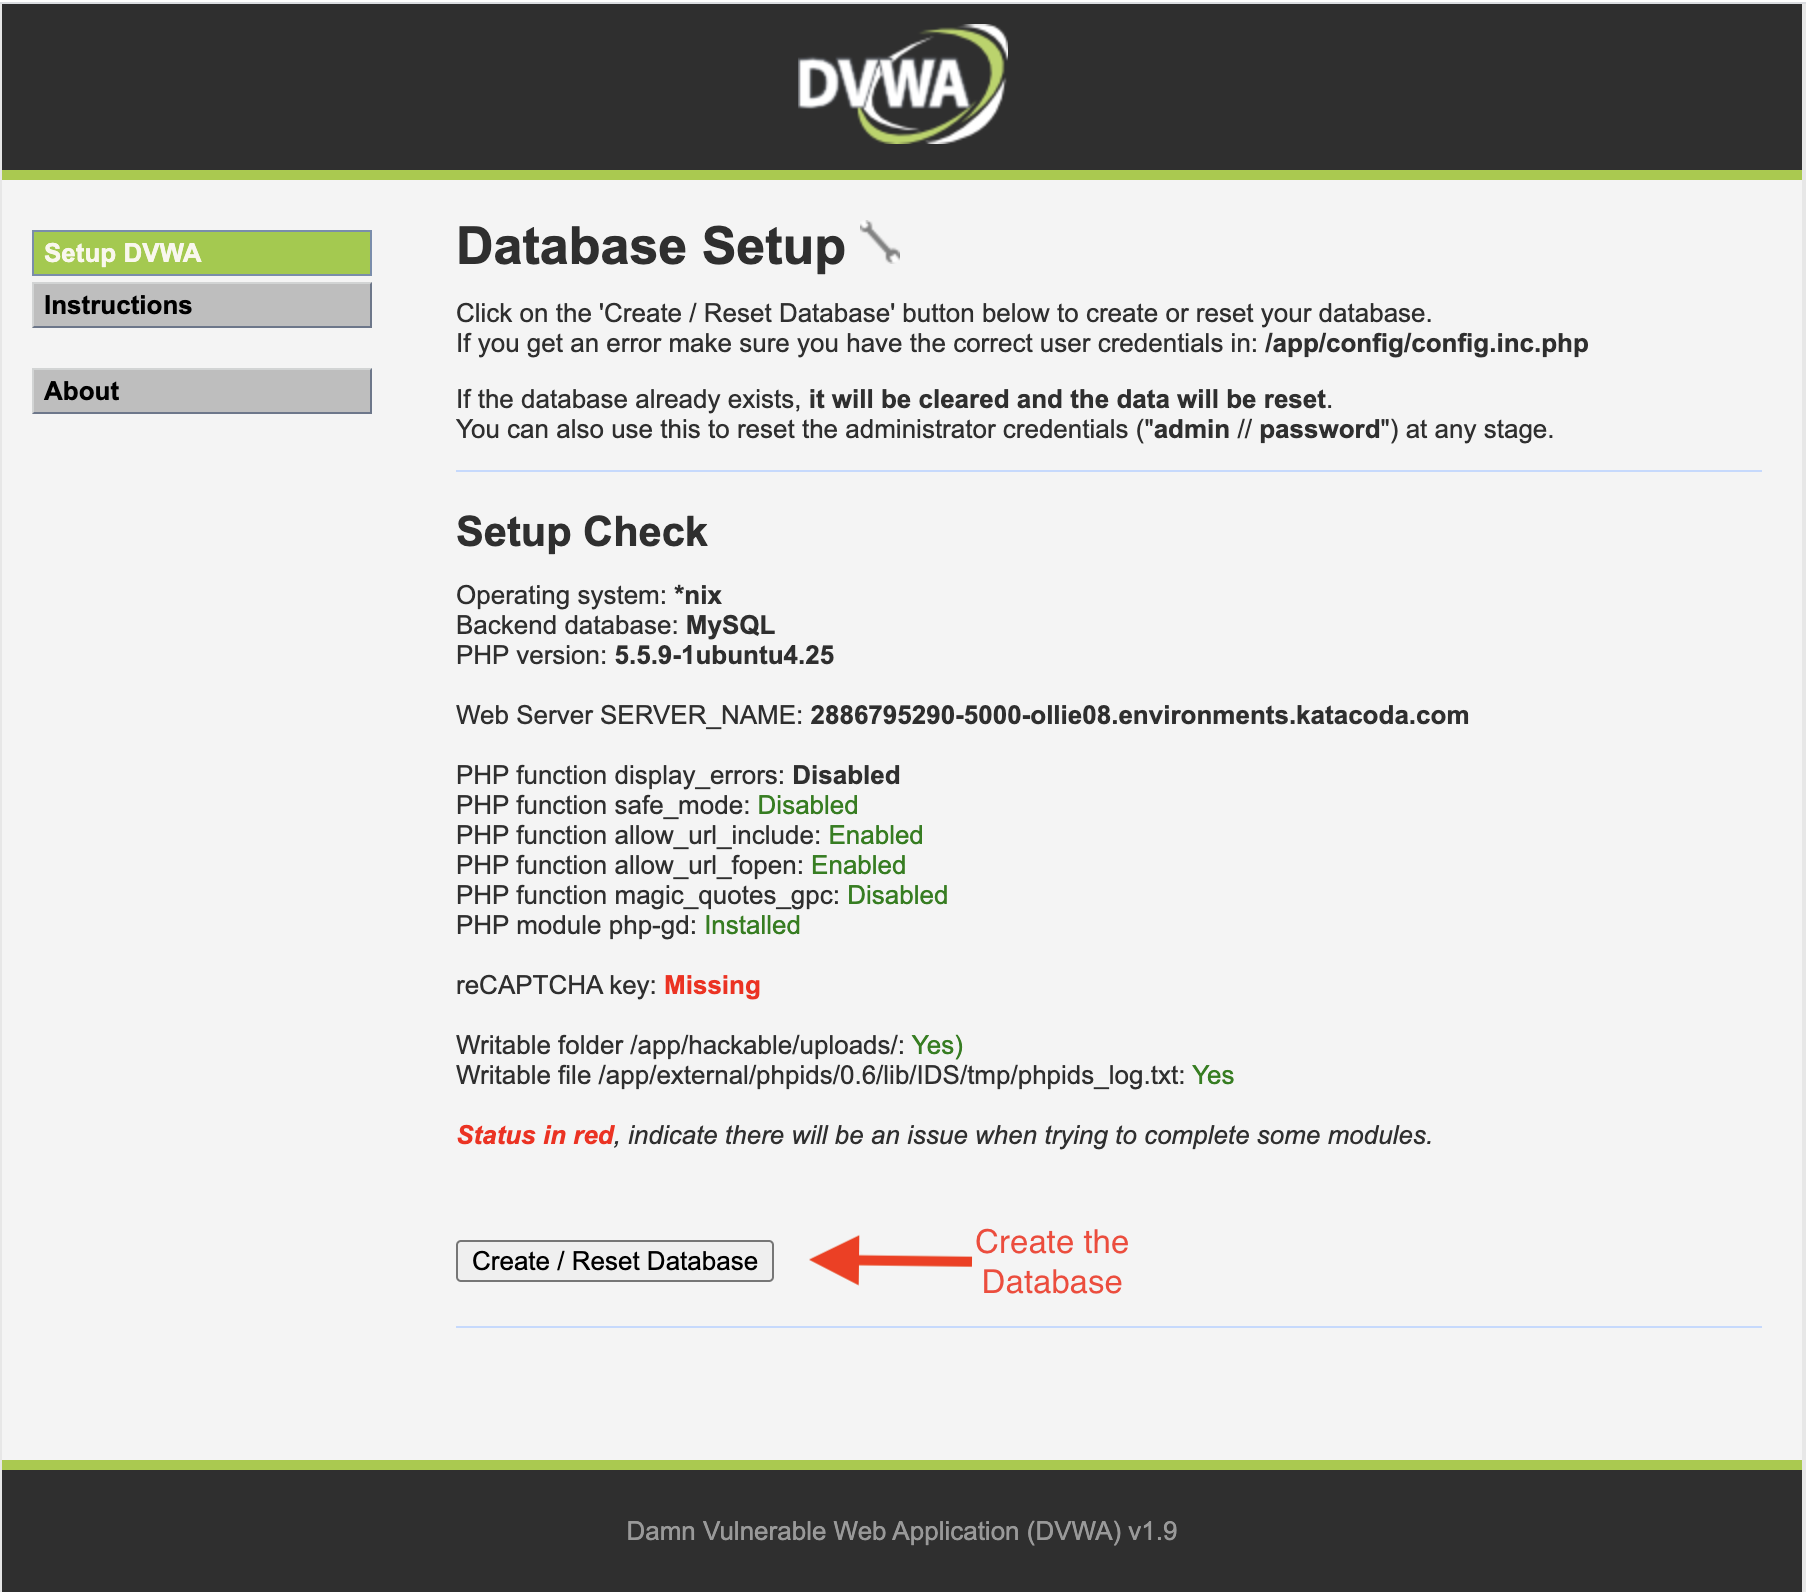 DVWA
Setup DVWA
Instructions
About
Database Setup
Click on the 'Create / Reset Database' button below to create or reset your database.
If you get an error make sure you have the correct user credentials in: /app/config/config.inc.php
If the database already exists, it will be cleared and the data will be reset.
You can also use this to reset the administrator credentials ("admin // password") at any stage.
Setup Check
Operating system: *nix
Backend database: MySQL
PHP version: 5.5.9-1ubuntu4.25
Web Server SERVER_NAME: 2886795290-5000-ollie08.environments.katacoda.com
PHP function display_errors: Disabled
PHP function safe_mode: Disabled
PHP function allow_url_include: Enabled
PHP function allow_url_fopen: Enabled
PHP function magic_quotes_gpc: Disabled
PHP module php-gd: Installed
reCAPTCHA key: Missing
Writable folder /app/hackable/uploads/: Yes)
Writable file /app/external/phpids/0.6/lib/IDS/tmp/phpids_log.txt: Yes
Status in red, indicate there will be an issue when trying to complete some modules.
Create / Reset Database
Create the
Database
Damn Vulnerable Web Application (DVWA) v1.9